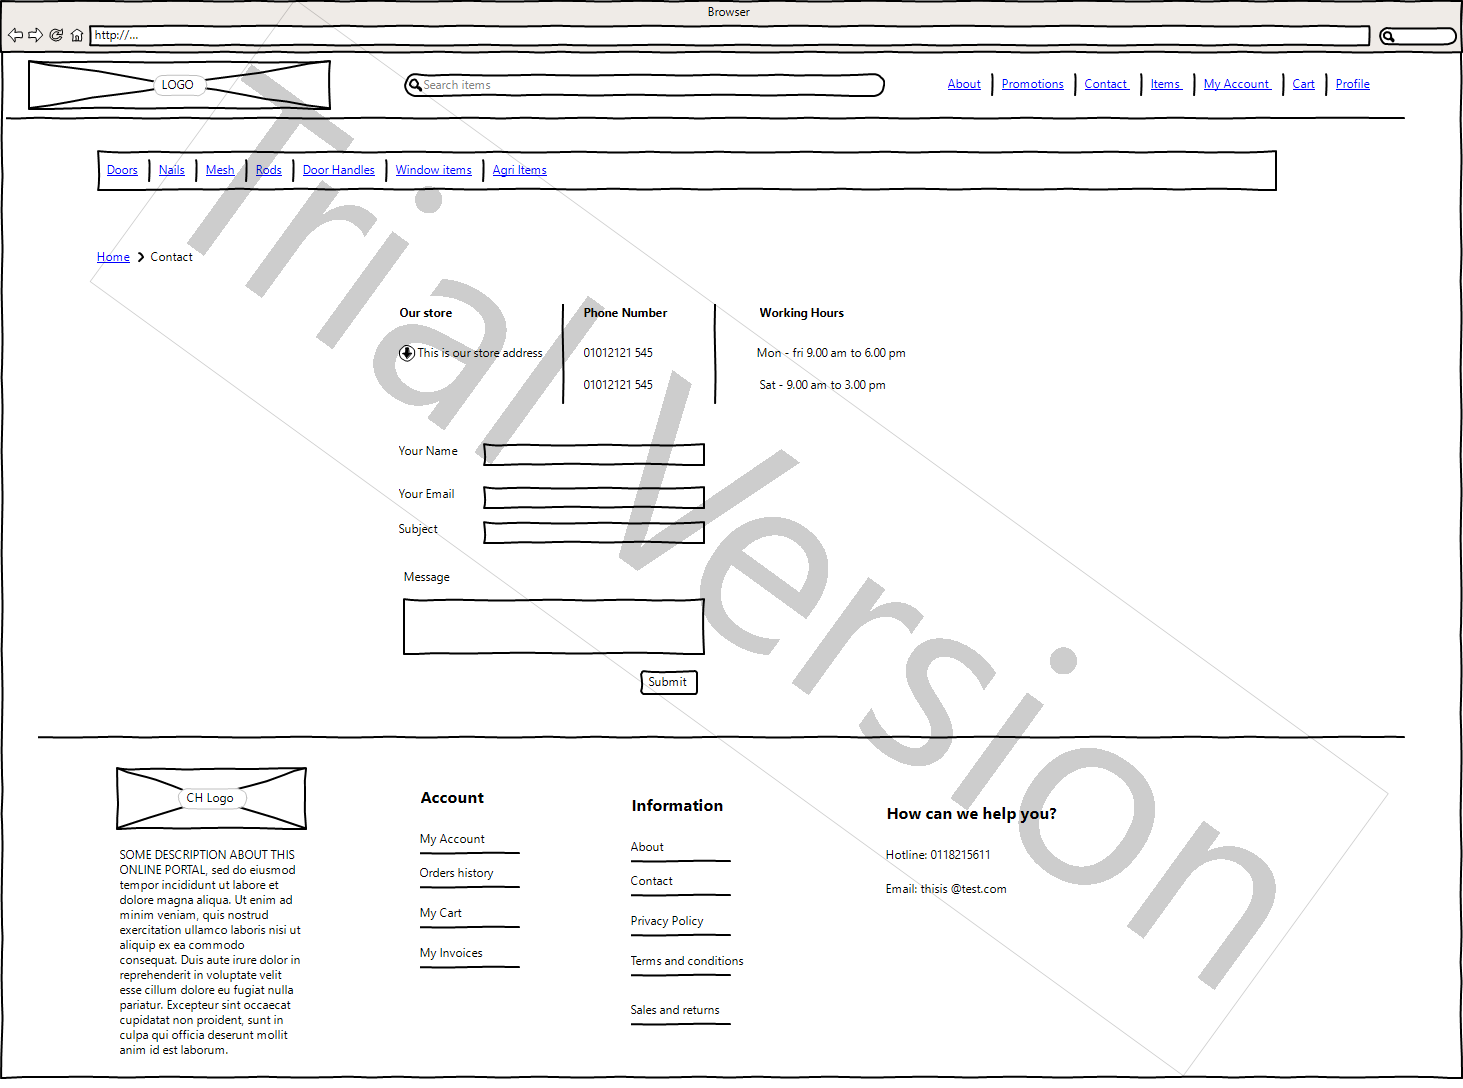 Browser
http://...
LOGO
Search items
About
Promotions
Contact
Items
My Account
Cart
Profile
Doors
Nails
Mesh
Rods
Door Handles
Window items
Agri Items
Home
Contact
Our store
Phone Number
Working Hours
This is our store address
01012121 545
Mon - fri 9.00 am to 6.00 pm
01012121 545
Sat - 9.00 am to 3.00 pm
Your Name
Your Email
Subject
Message
Submit
CH Logo
SOME DESCRIPTION ABOUT THIS
ONLINE PORTAL, sed do eiusmod
tempor incididunt ut labore et
dolore magna aliqua. Ut enim ad
minim veniam, quis nostrud
exercitation ullamco laboris nisi ut
aliquip ex ea commodo
consequat. Duis aute irure dolor in
reprehenderit in voluptate velit
esse cillum dolore eu fugiat nulla
pariatur. Excepteur sint occaecat
cupidatat non proident, sunt in
culpa qui officia deserunt mollit
anim id est laborum.
Account
My Account
Orders history
My Cart
My Invoices
Information
About
Contact
Privacy Policy
Terms and conditions
Sales and returns
How can we help you?
Hotline: 0118215611
Email: thisis @test.com
Trial Version